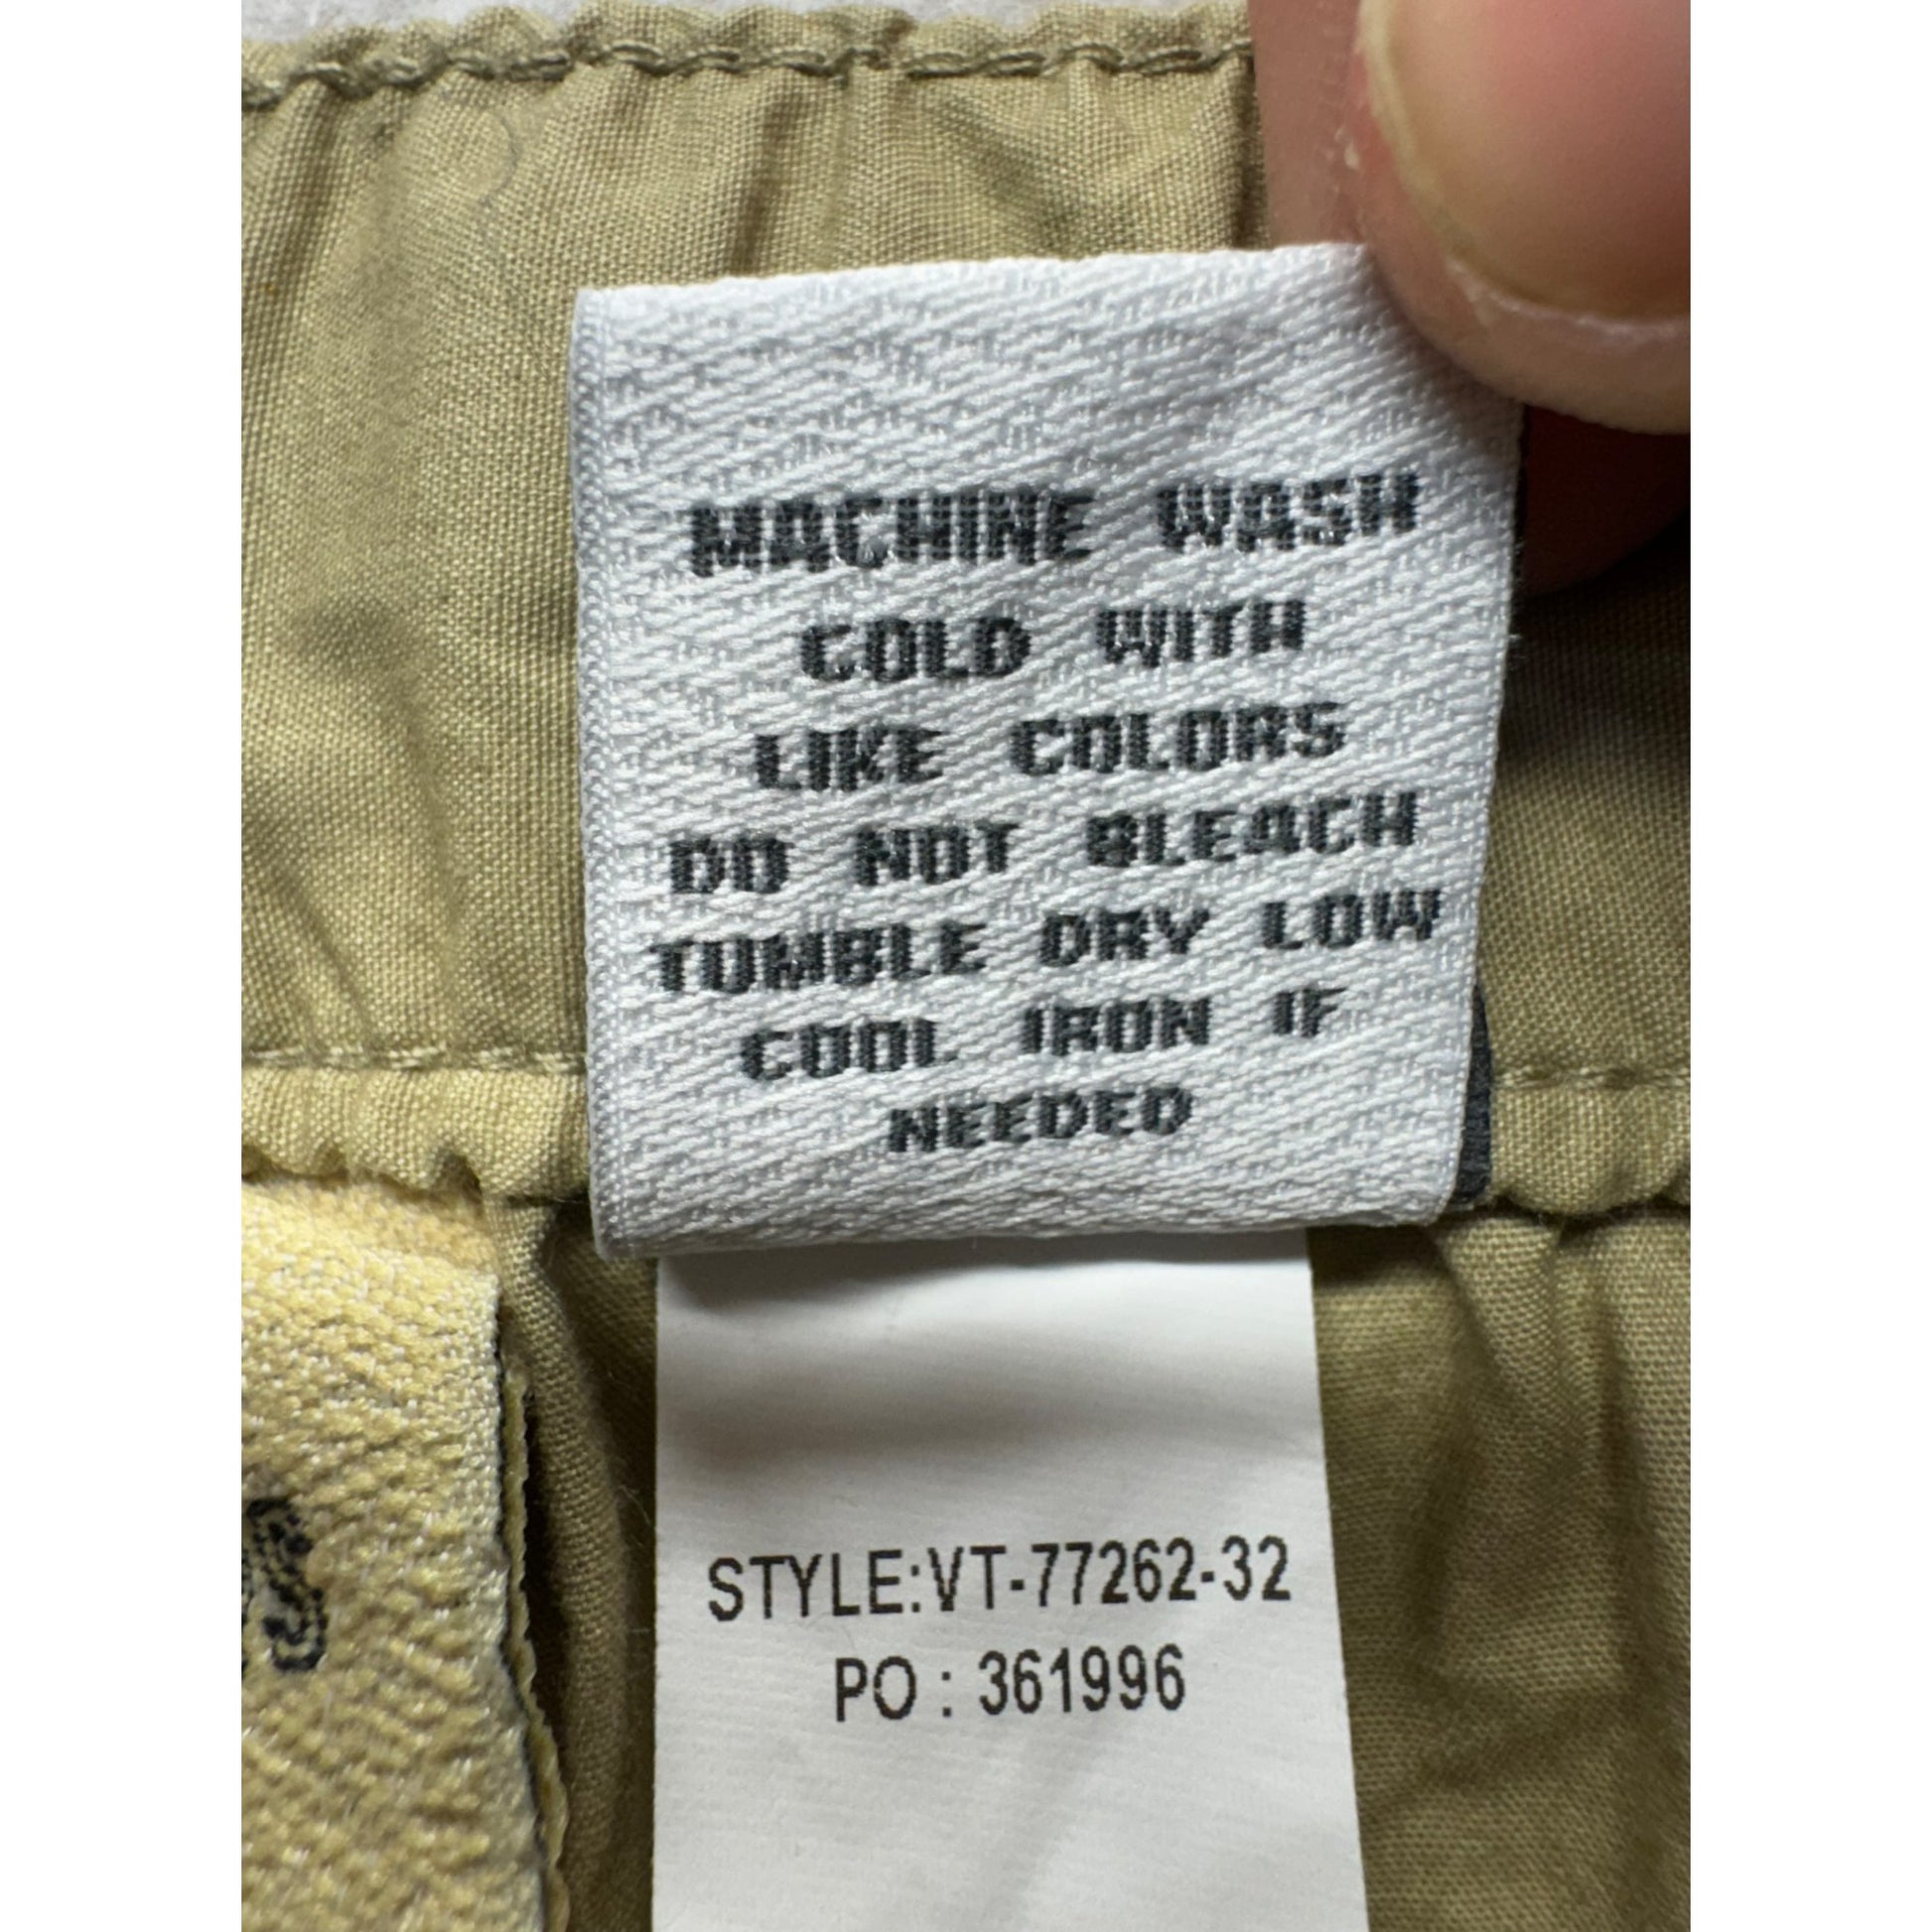 MACHINE WASH
COLD WITH
LIKE COLORS
DO NOT BLEACH
TUMBLE DRY LOW
COOL IRON IF
NEEDED
STYLE:VT-77262-32
PO : 361996